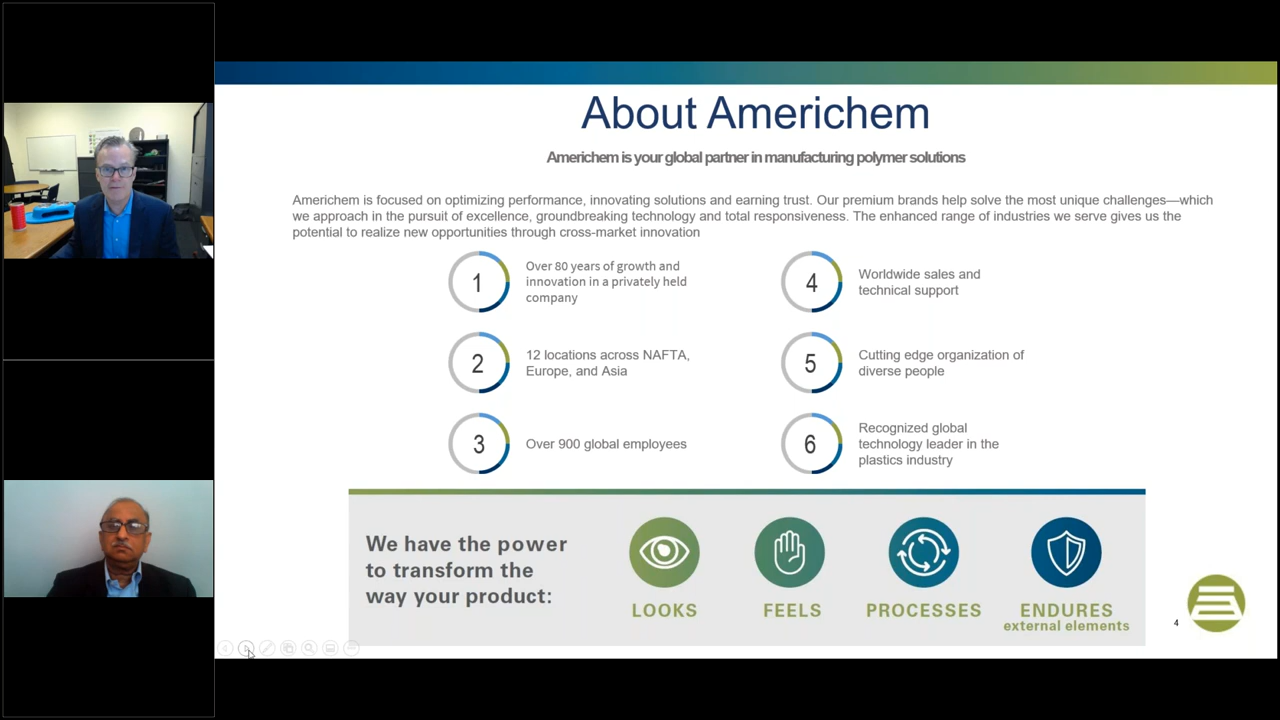 About Americhem
Americhem is your global partner in manufacturing polymer solutions
Americhem is focused on optimizing performance, innovating solutions and earning trust. Our premium brands help solve the most unique challenges—which
we approach in the pursuit of excellence, groundbreaking technology and total responsiveness. The enhanced range of industries we serve gives us the
potential to realize new opportunities through cross-market innovation
1
Over 80 years of growth and
innovation in a privately held
company
2
12 locations across NAFTA,
Europe, and Asia
3
Over 900 global employees
4
Worldwide sales and
technical support
5
Cutting edge organization of
diverse people
6
Recognized global
technology leader in the
plastics industry
We have the power
to transform the
way your product:
LOOKS
FEELS
PROCESSES
ENDURES
external elements
4